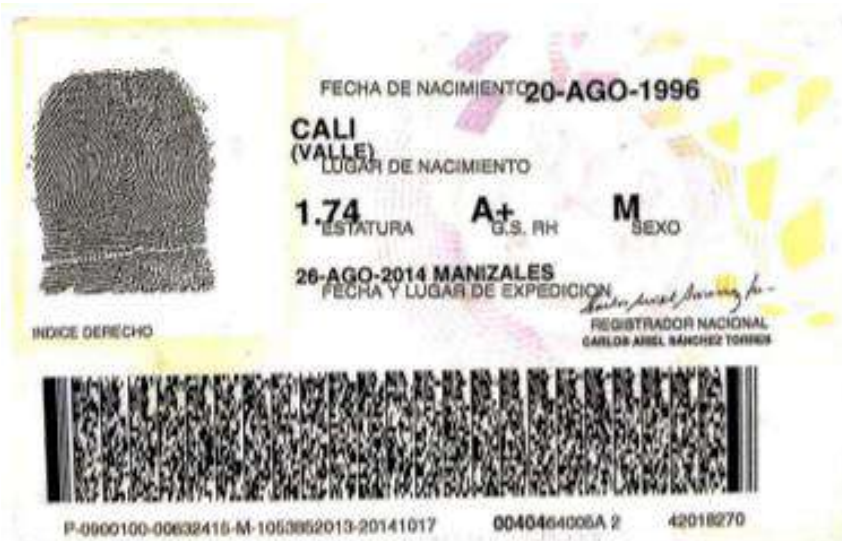 FECHA DE NACIMIENTO 20-AGO-1996
CALI
(VALLE)
LUGAR DE NACIMIENTO
1.74 A+ M
ESTATURA G.S. RH SEXO
26-AGO-2014 MANIZALES
FECHA Y LUGAR DE EXPEDICION
INDICE DERECHO
REGISTRADOR NACIONAL
CARLOS ARIEL SÁNCHEZ TORRES
P-0900100-00632415-M-1053852013-20141017 0040464005A 2 42018270